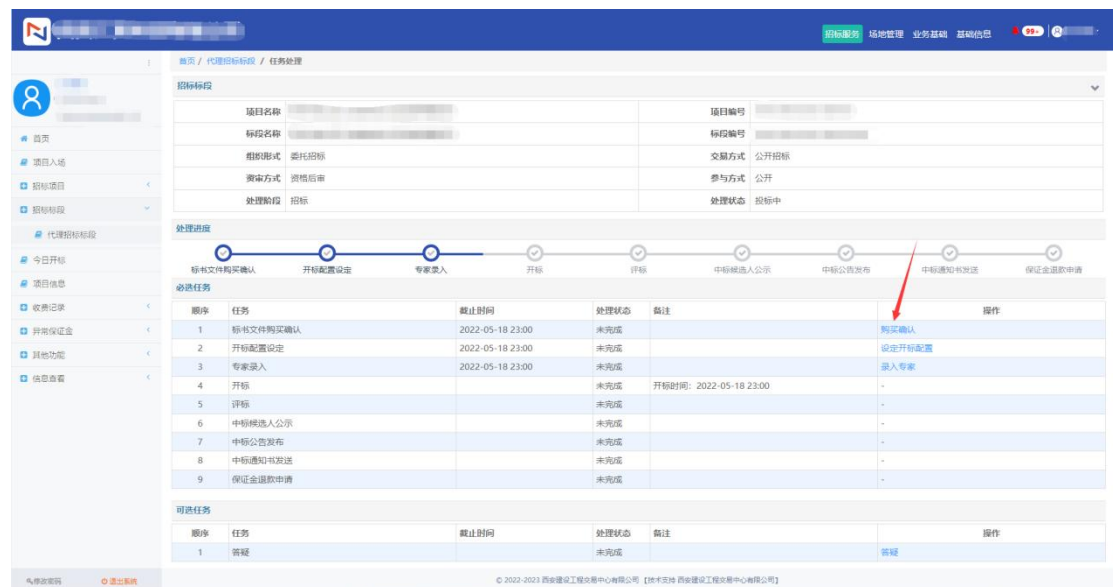 招标服务 场地管理 业务基础 基础信息 99+
首页 / 代理招标标段 / 任务处理
招标标段
项目名称 项目编号
标段名称 标段编号
组织形式 委托招标 交易方式 公开招标
资审方式 资格后审 参与方式 公开
处理阶段 招标 处理状态 投标中
首页
项目入场
招标项目
招标标段
代理招标标段
今日开标
项目信息
收费记录
异常保证金
其他功能
信息查看
修改密码 退出系统
处理进度
标书文件购买确认 开标配置设定 专家录入 开标 评标 中标候选人公示 中标公告发布 中标通知书发送 保证金退款申请
必选任务
顺序 任务 截止时间 处理状态 备注 操作
1 标书文件购买确认 2022-05-18 23:00 未完成 购买确认
2 开标配置设定 2022-05-18 23:00 未完成 设定开标配置
3 专家录入 2022-05-18 23:00 未完成 录入专家
4 开标 未完成 开标时间：2022-05-18 23:00 -
5 评标 未完成 -
6 中标候选人公示 未完成 -
7 中标公告发布 未完成 -
8 中标通知书发送 未完成 -
9 保证金退款申请 未完成 -
可选任务
顺序 任务 截止时间 处理状态 备注 操作
1 答疑 未完成 答疑
© 2022-2023 西安建设工程交易中心有限公司 【技术支持 西安建设工程交易中心有限公司】